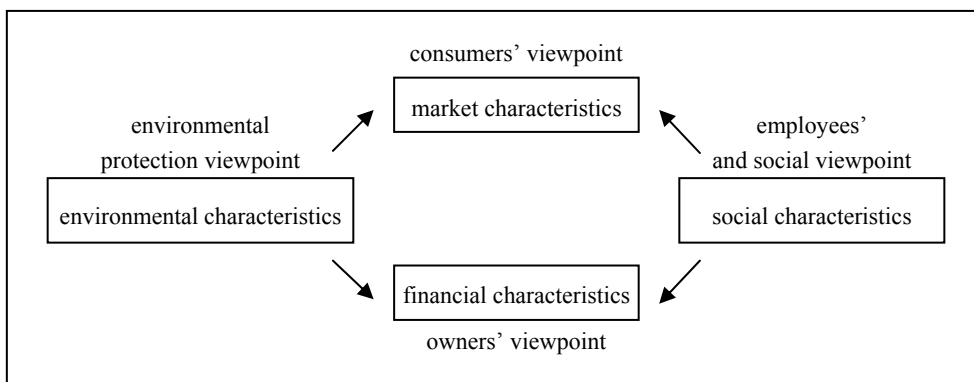 consumers’ viewpoint
market characteristics
environmental
protection viewpoint
environmental characteristics
employees’
and social viewpoint
social characteristics
financial characteristics
owners’ viewpoint